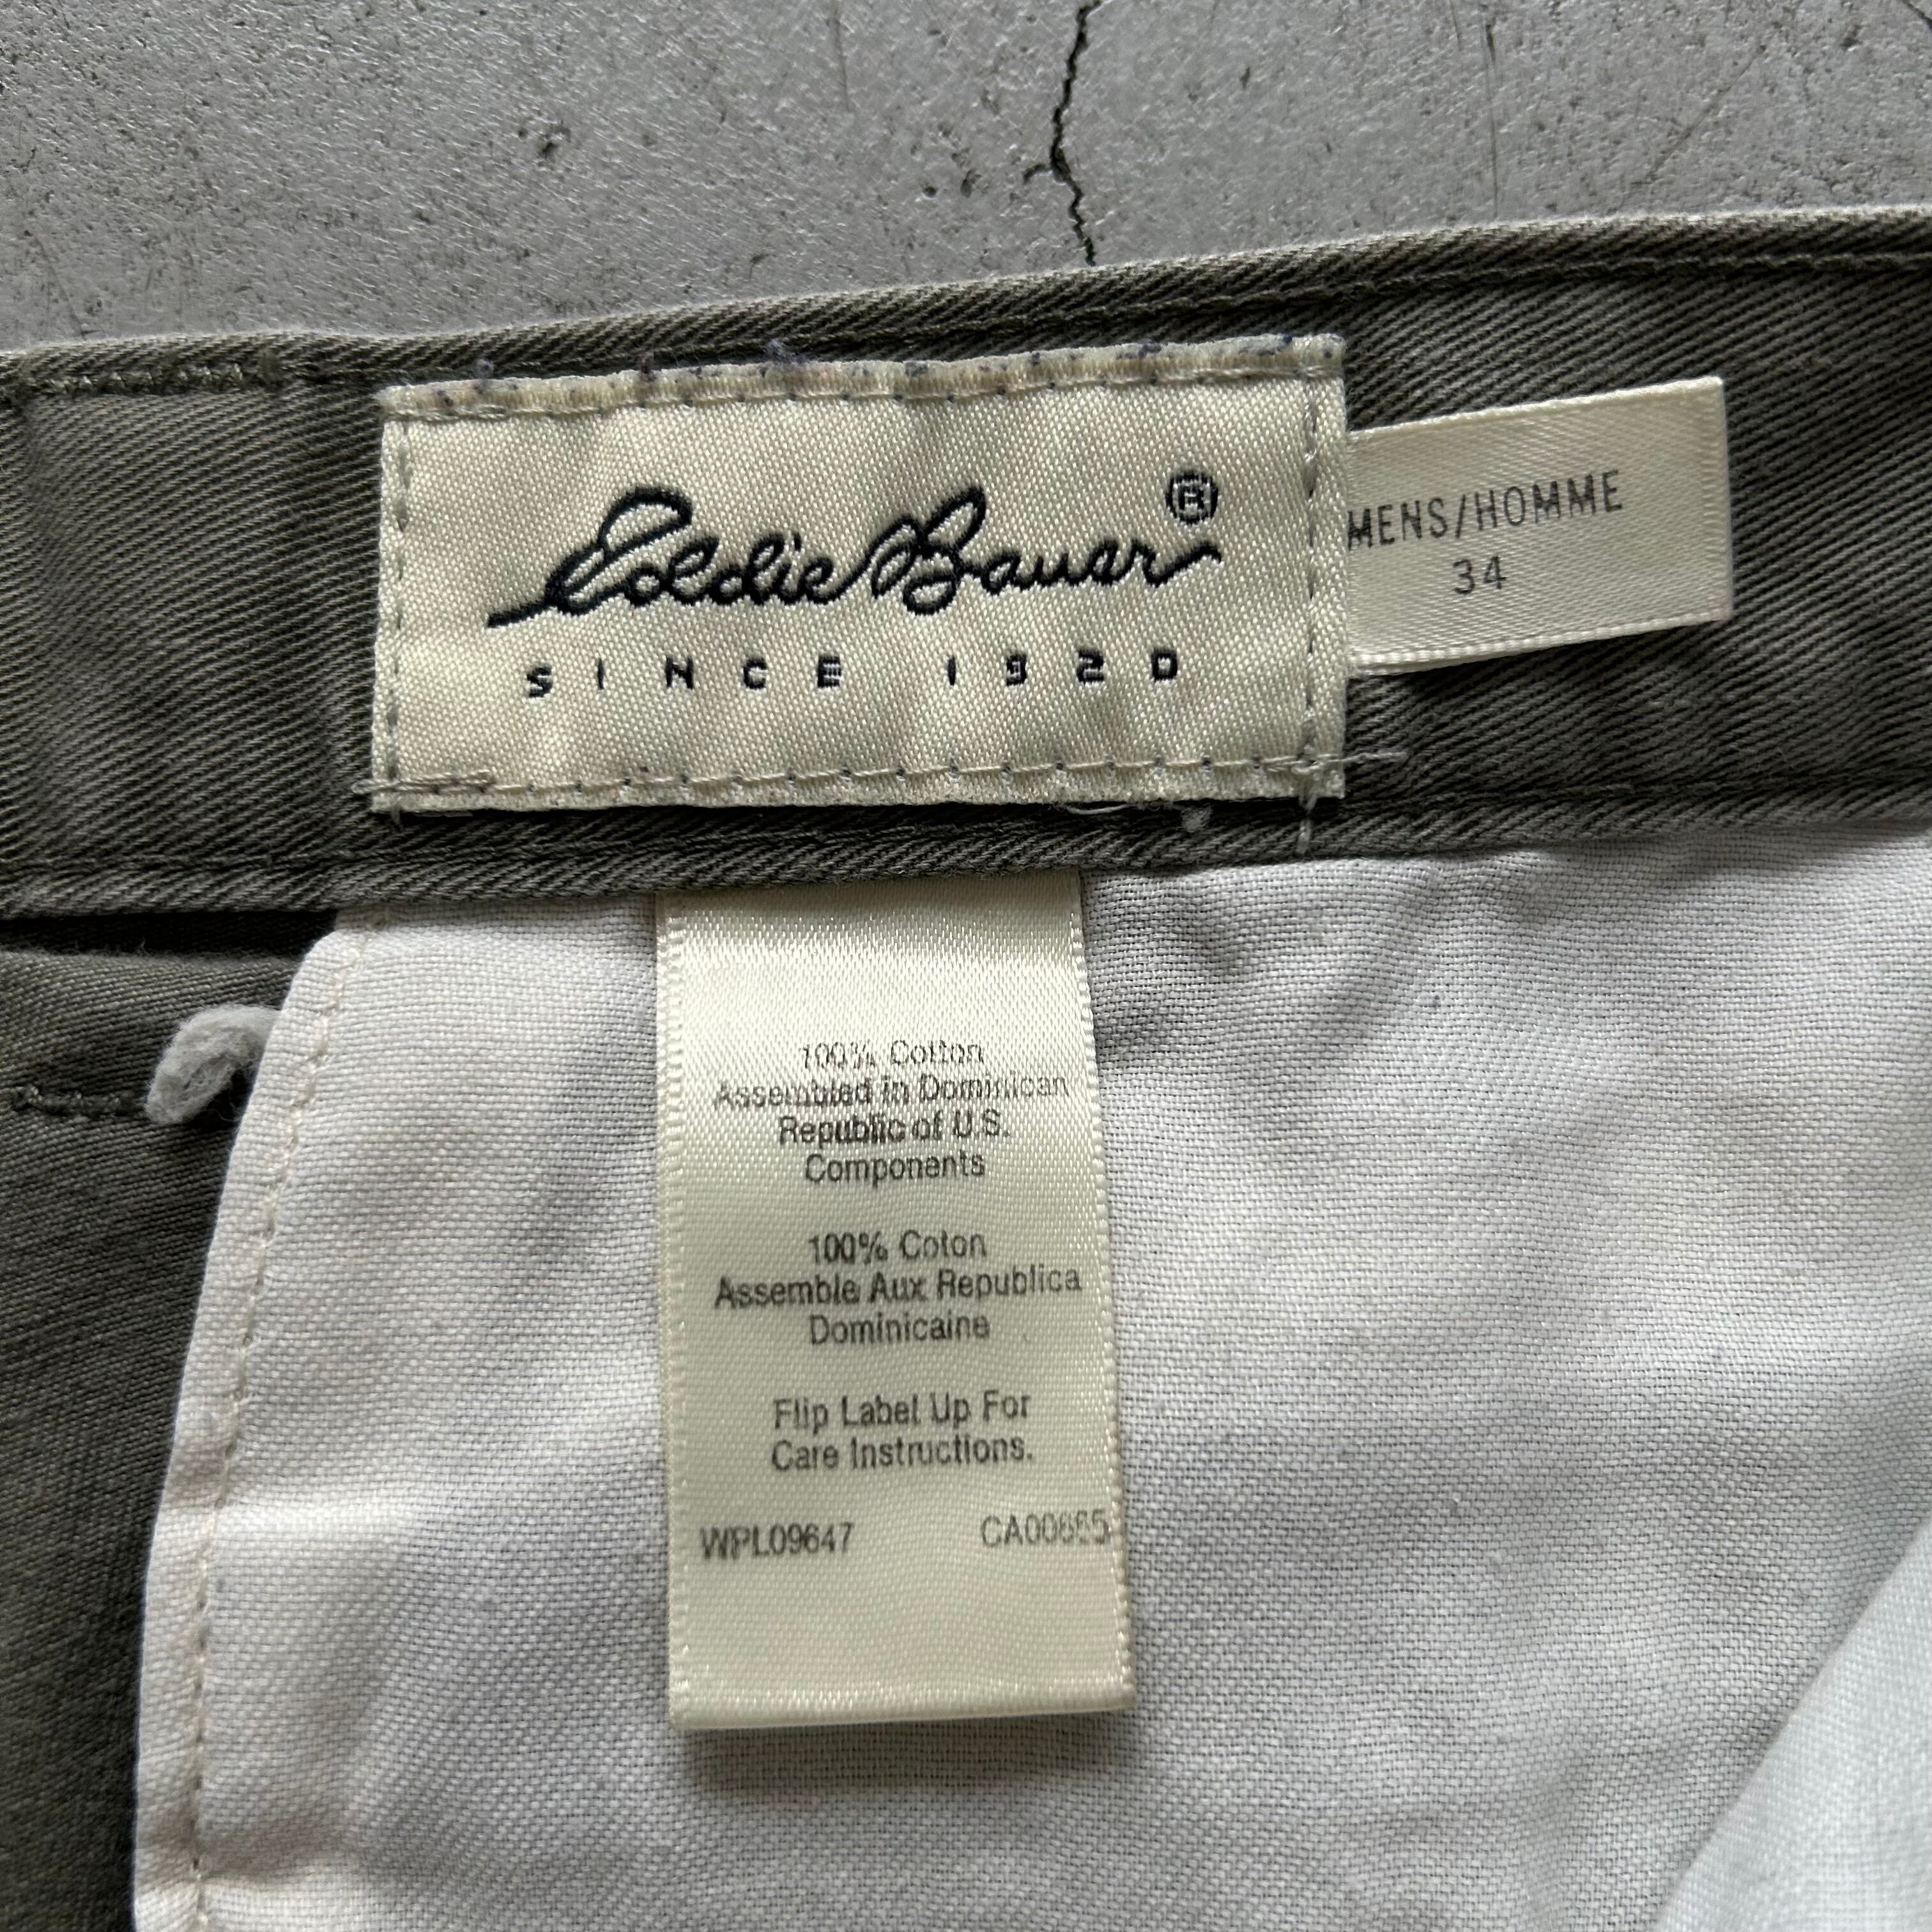 Eddie Bauer®
SINCE 1920
MENS/HOMME
34
100% Cotton
Assembled in Dominican
Republic of U.S.
Components
100% Coton
Assemble Aux Republica
Dominicaine
Flip Label Up For
Care Instructions.
WPL09647 CA00665